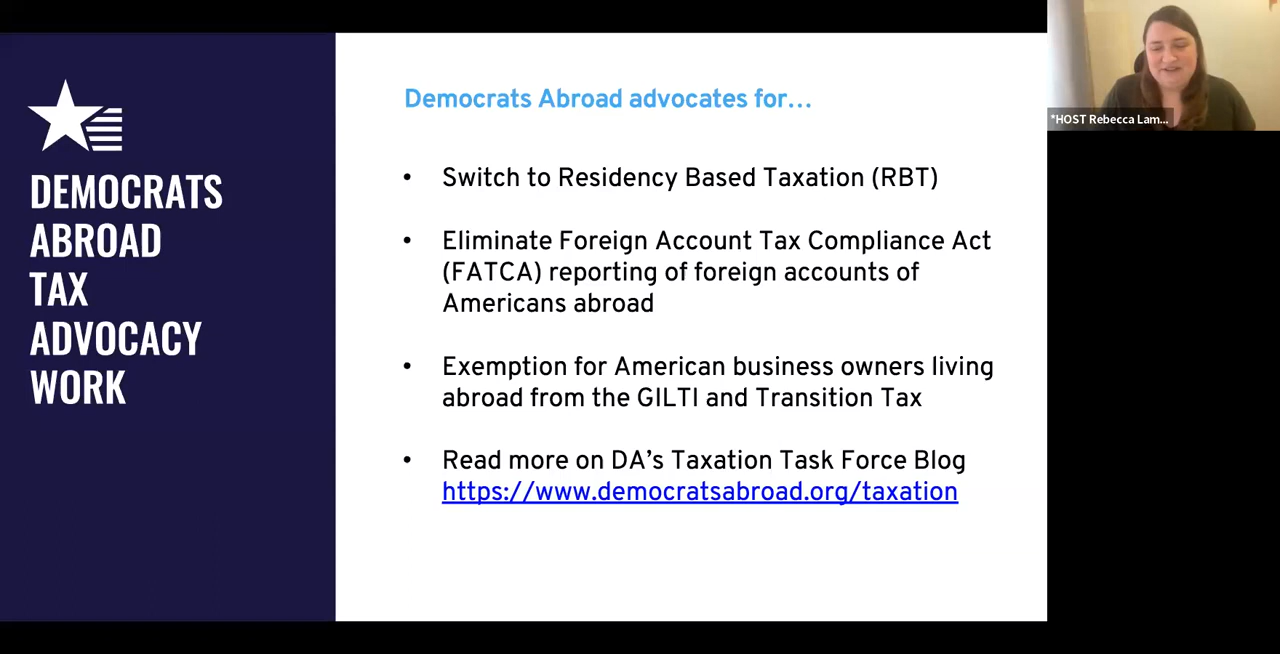 DEMOCRATS
ABROAD
TAX
ADVOCACY
WORK
Democrats Abroad advocates for...
• Switch to Residency Based Taxation (RBT)
• Eliminate Foreign Account Tax Compliance Act
(FATCA) reporting of foreign accounts of
Americans abroad
• Exemption for American business owners living
abroad from the GILTI and Transition Tax
• Read more on DA’s Taxation Task Force Blog
https://www.democratsabroad.org/taxation
*HOST Rebecca Lam...